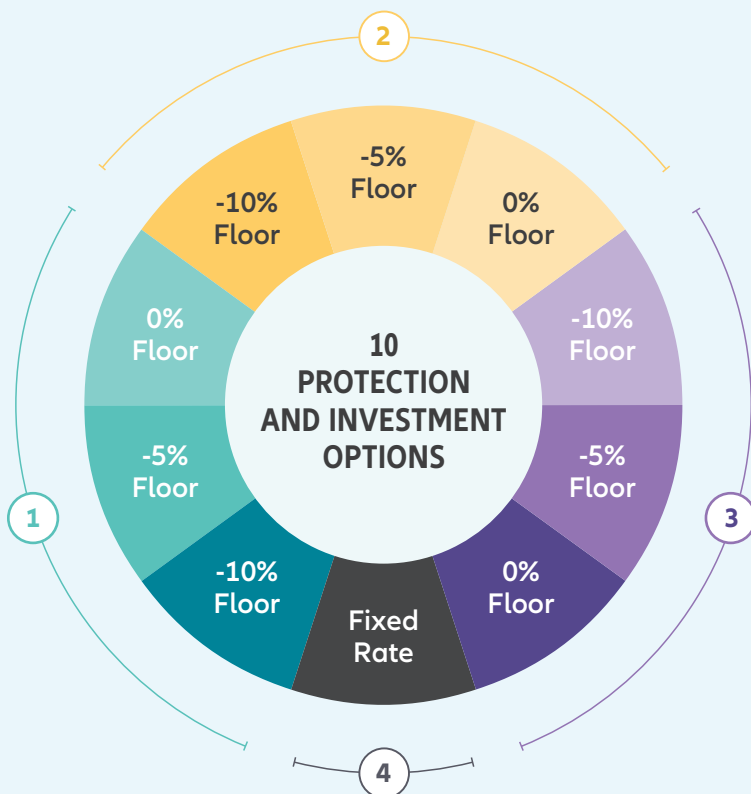 2
-5%
Floor
-10%
Floor
0%
Floor
0%
Floor
-10%
Floor
10
PROTECTION
AND INVESTMENT
OPTIONS
-5%
Floor
-5%
Floor
1
3
-10%
Floor
0%
Floor
Fixed
Rate
4